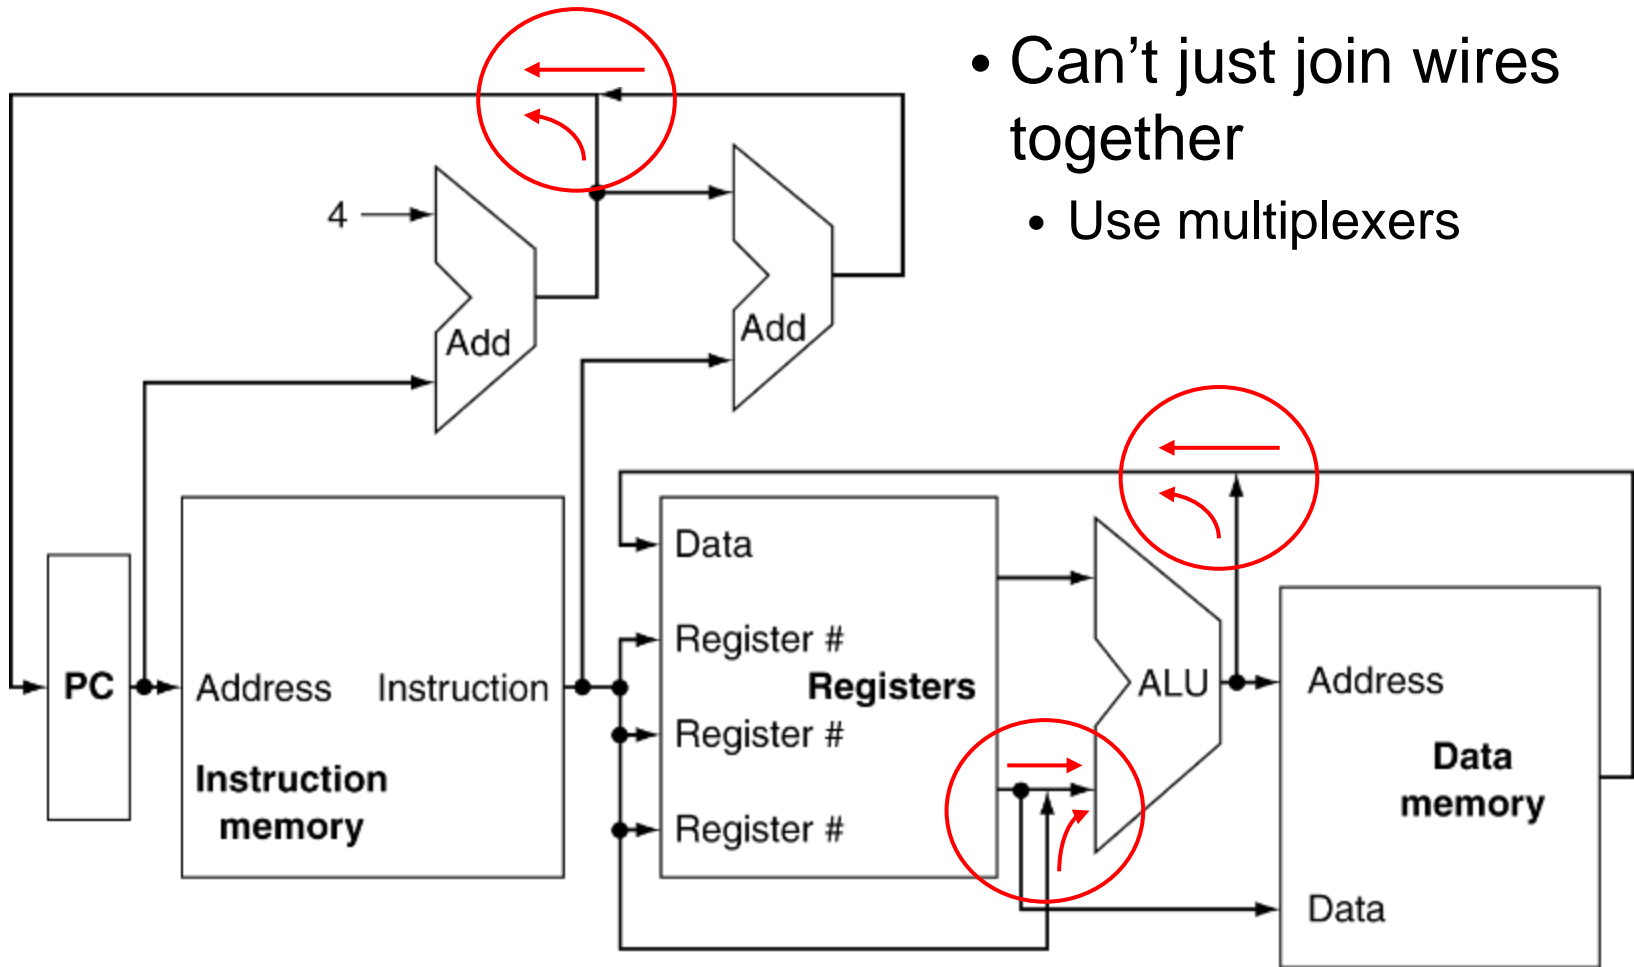 • Can’t just join wires
together
• Use multiplexers
4
Add
Add
PC
Address
Instruction
Instruction
memory
Data
Register #
Registers
Register #
Register #
ALU
Address
Data
memory
Data